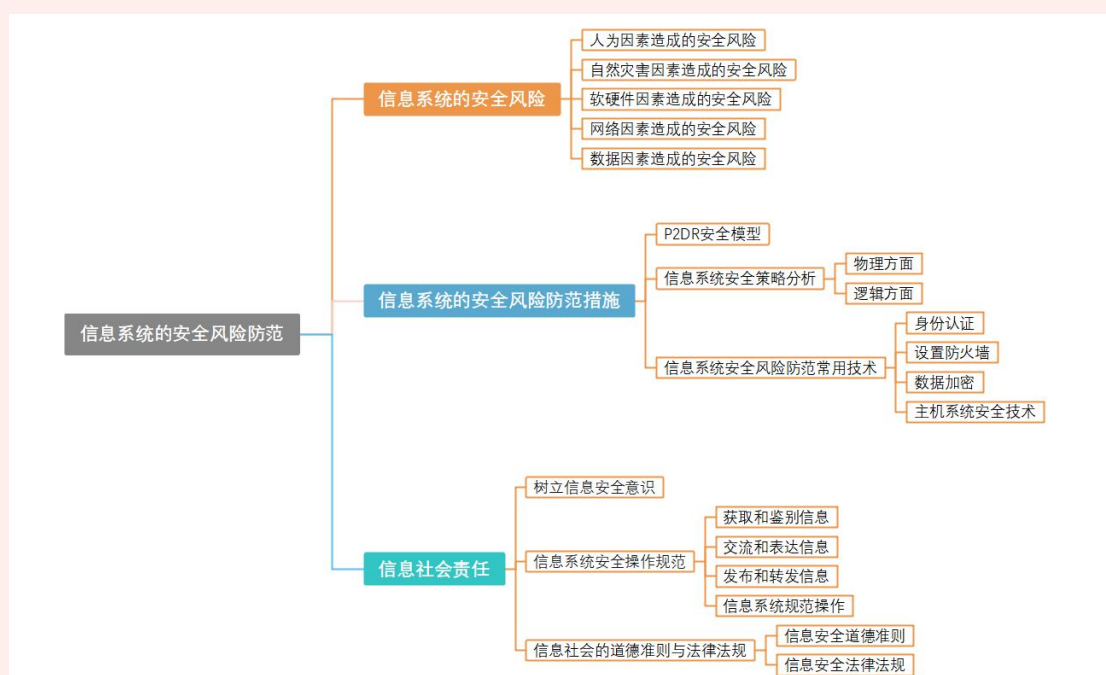 信息系统的安全风险防范
信息系统的安全风险
人为因素造成的安全风险
自然灾害因素造成的安全风险
软硬件因素造成的安全风险
网络因素造成的安全风险
数据因素造成的安全风险
信息系统的安全风险防范措施
P2DR安全模型
信息系统安全策略分析
物理方面
逻辑方面
信息系统安全风险防范常用技术
身份认证
设置防火墙
数据加密
主机系统安全技术
信息社会责任
树立信息安全意识
信息系统安全操作规范
获取和鉴别信息
交流和表达信息
发布和转发信息
信息系统规范操作
信息社会的道德准则与法律法规
信息安全道德准则
信息安全法律法规